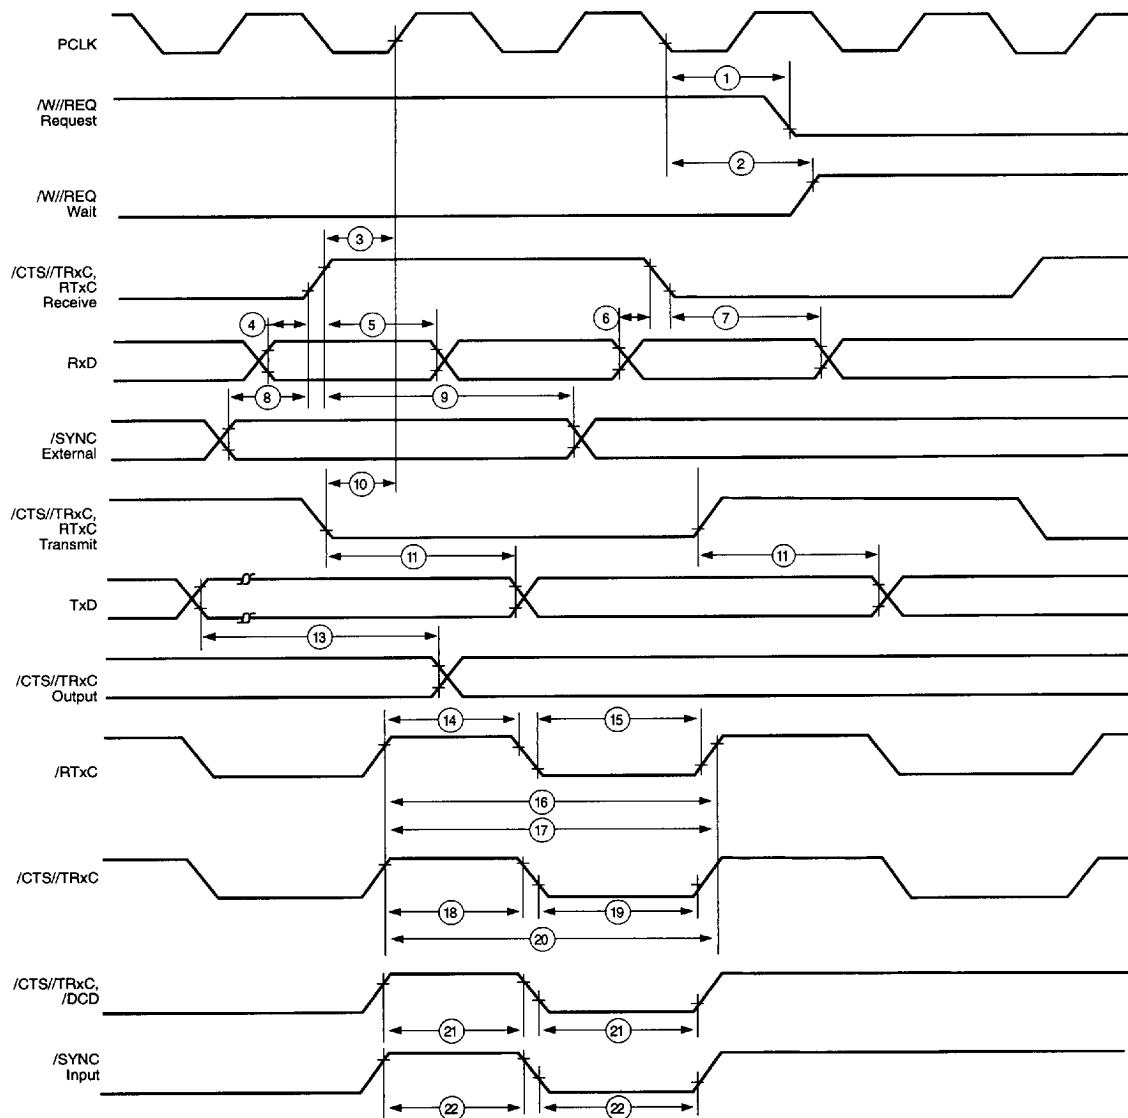 PCLK
1
/W//REQ
Request
2
/W//REQ
Wait
3
/CTS//TRxC,
RTxC
Receive
4
5
6
7
RxD
8
9
/SYNC
External
10
/CTS//TRxC,
RTxC
Transmit
11
11
TxD
13
/CTS//TRxC
Output
14
15
/RTxC
16
17
/CTS//TRxC
18
19
20
/CTS//TRxC,
/DCD
21
21
/SYNC
Input
22
22